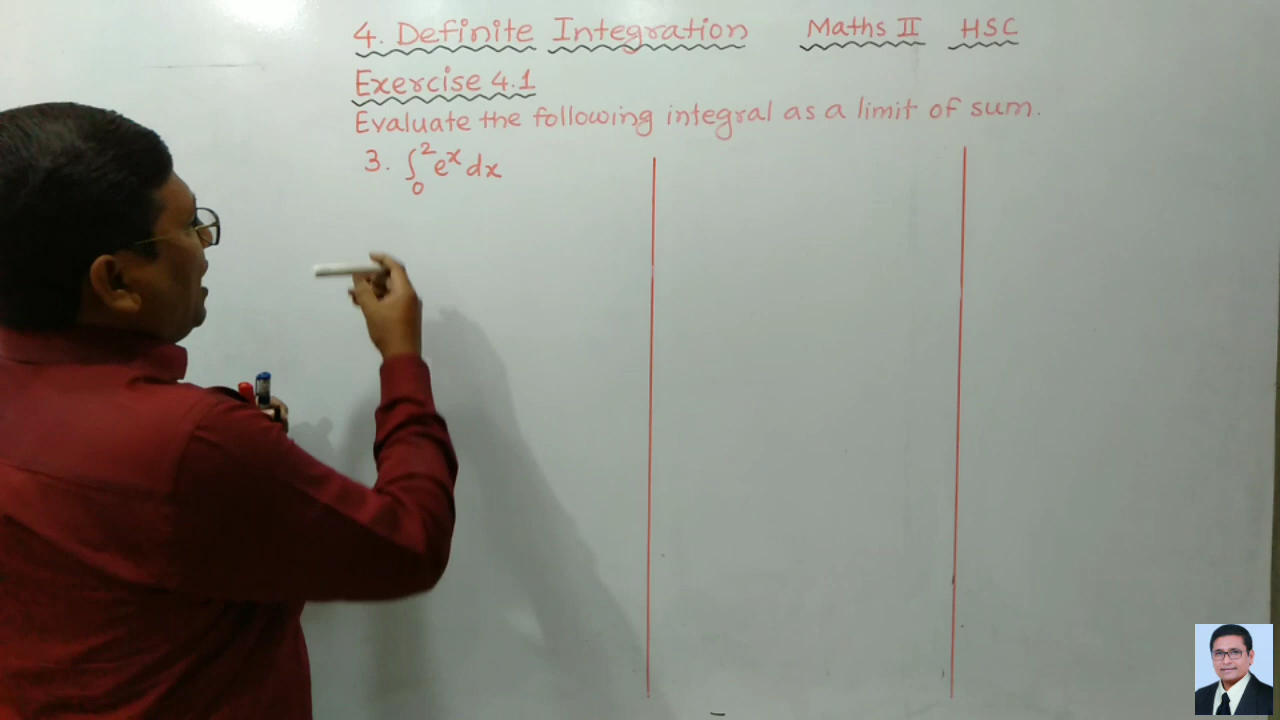 4. Definite Integration Maths II HSC
Exercise 4.1
Evaluate the following integral as a limit of sum.
3. ∫₀² eˣ dx